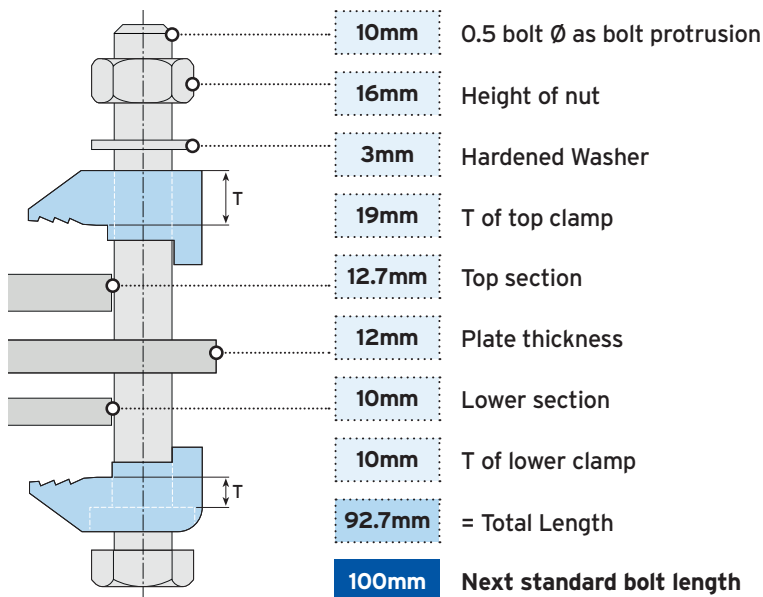 10mm 0.5 bolt Ø as bolt protrusion
16mm Height of nut
3mm Hardened Washer
T
19mm T of top clamp
12.7mm Top section
12mm Plate thickness
10mm Lower section
10mm T of lower clamp
T
92.7mm = Total Length
100mm Next standard bolt length